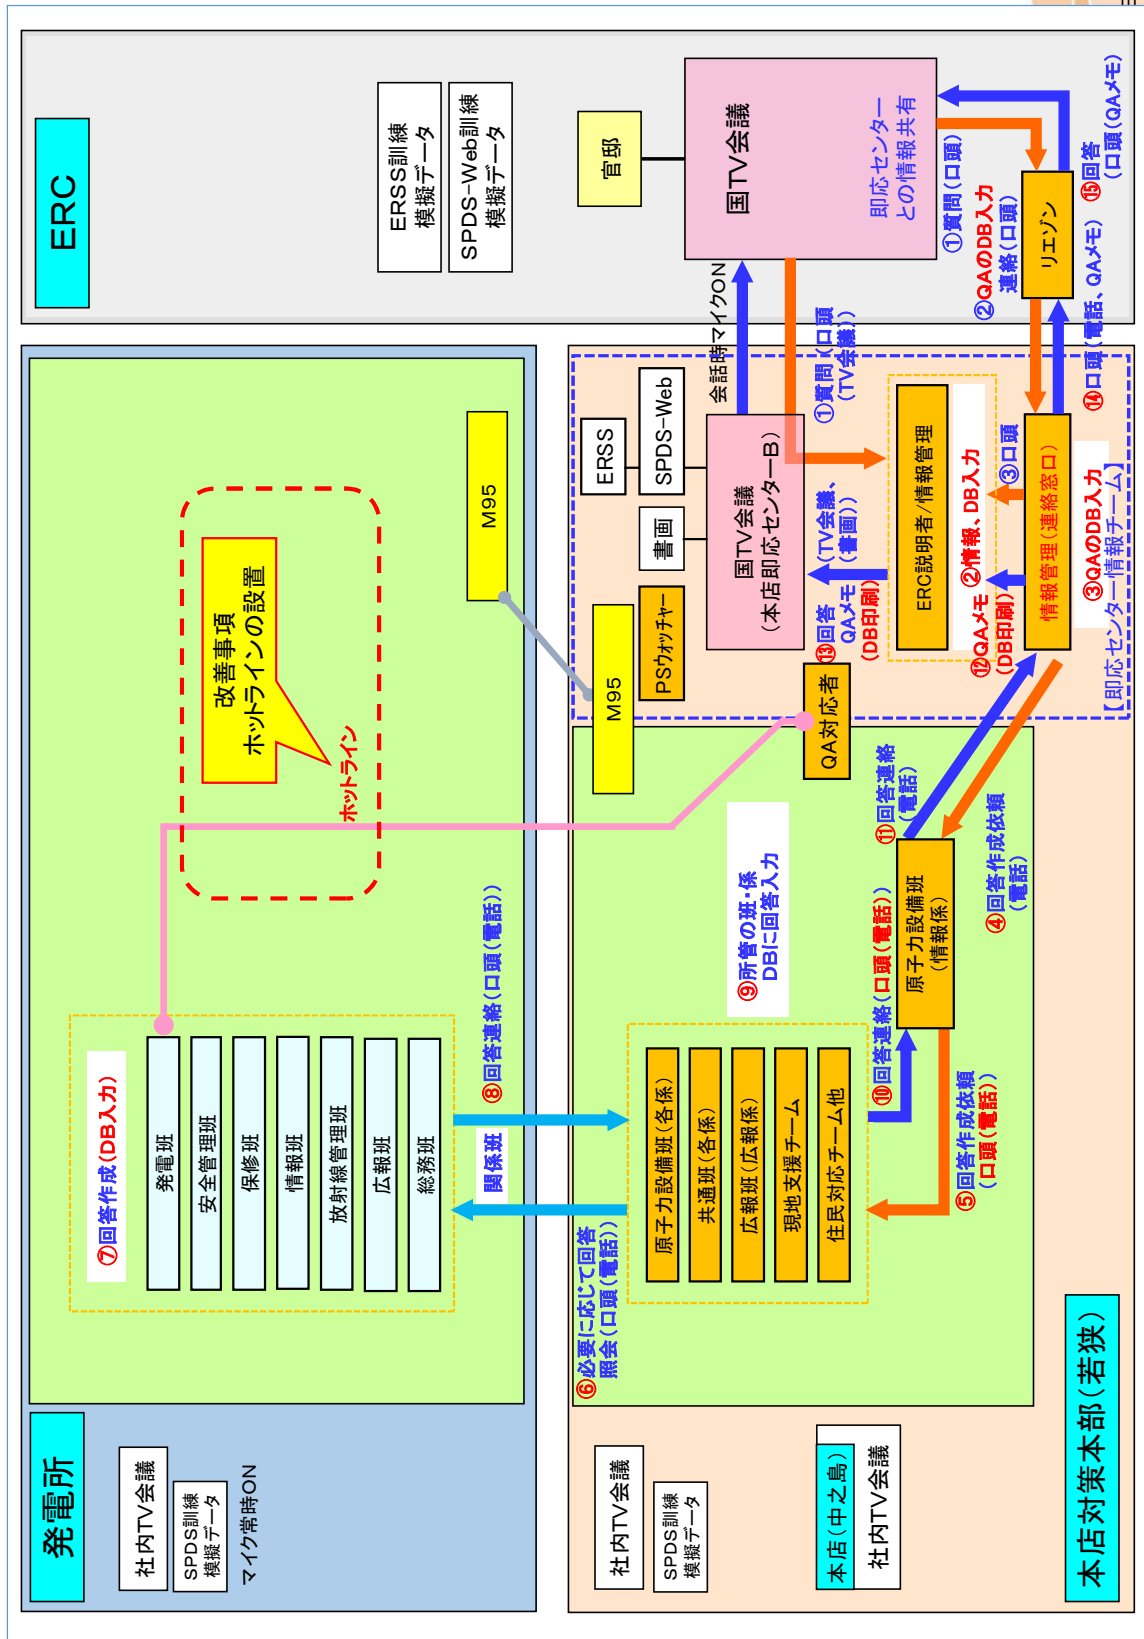 発電所
社内TV会議
SPDS訓練
模擬データ
マイク常時ON
⑦回答作成(DB入力)
発電班
安全管理班
保修班
情報班
放射線管理班
広報班
総務班
改善事項
ホットラインの設置
ホットライン
M95
関係班
⑧回答連絡(口頭(電話))
⑥必要に応じて回答
照会(口頭(電話))
ERC
ERSS訓練
模擬データ
SPDS-Web訓練
模擬データ
官邸
国TV会議
即応センター
との情報共有
①質問(口頭)
②QAのDB入力
連絡(口頭)
リエゾン
⑮回答
(口頭(QAメモ)
⑭口頭(電話、QAメモ)
会話時マイクON
①質問(口頭
(TV会議))
本店対策本部(若狭)
社内TV会議
SPDS訓練
模擬データ
本店(中之島)
社内TV会議
原子力設備班(各係)
共通班(各係)
広報班(広報係)
現地支援チーム
住民対応チーム他
⑨所管の班・係
DBに回答入力
⑩回答連絡(口頭(電話))
⑤回答作成依頼
(口頭(電話))
原子力設備班
(情報係)
⑪回答連絡
(電話)
④回答作成依頼
(電話)
M95
QA対応者
PSウォッチャー
書画
ERSS
SPDS-Web
国TV会議
(本店即応センターB)
⑬回答
QAメモ
(DB印刷)
(TV会議、
(書画))
ERC説明者/情報管理
⑫QAメモ
(DB印刷)
②情報、DB入力
③口頭
情報管理(連絡窓口)
③QAのDB入力
【即応センター情報チーム】